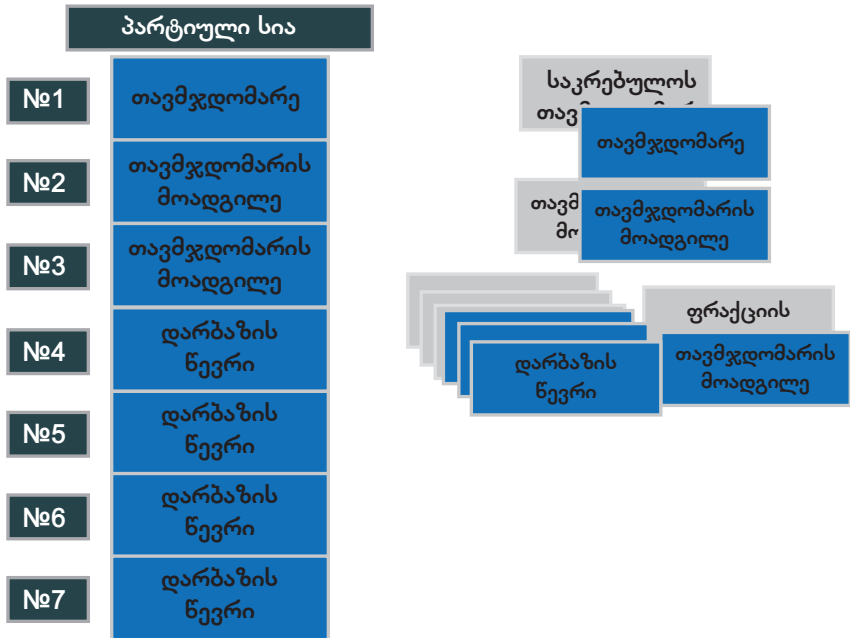 პარტიული სია
№1
თავმჯდომარე
№2
თავმჯდომარის
მოადგილე
№3
თავმჯდომარის
მოადგილე
№4
დარბაზის
წევრი
№5
დარბაზის
წევრი
№6
დარბაზის
წევრი
№7
დარბაზის
წევრი
საკრებულოს
თავმჯდომარე
თავმჯდომარის
მოადგილე
ფრაქციის
თავმჯდომარის
მოადგილე
დარბაზის
წევრი